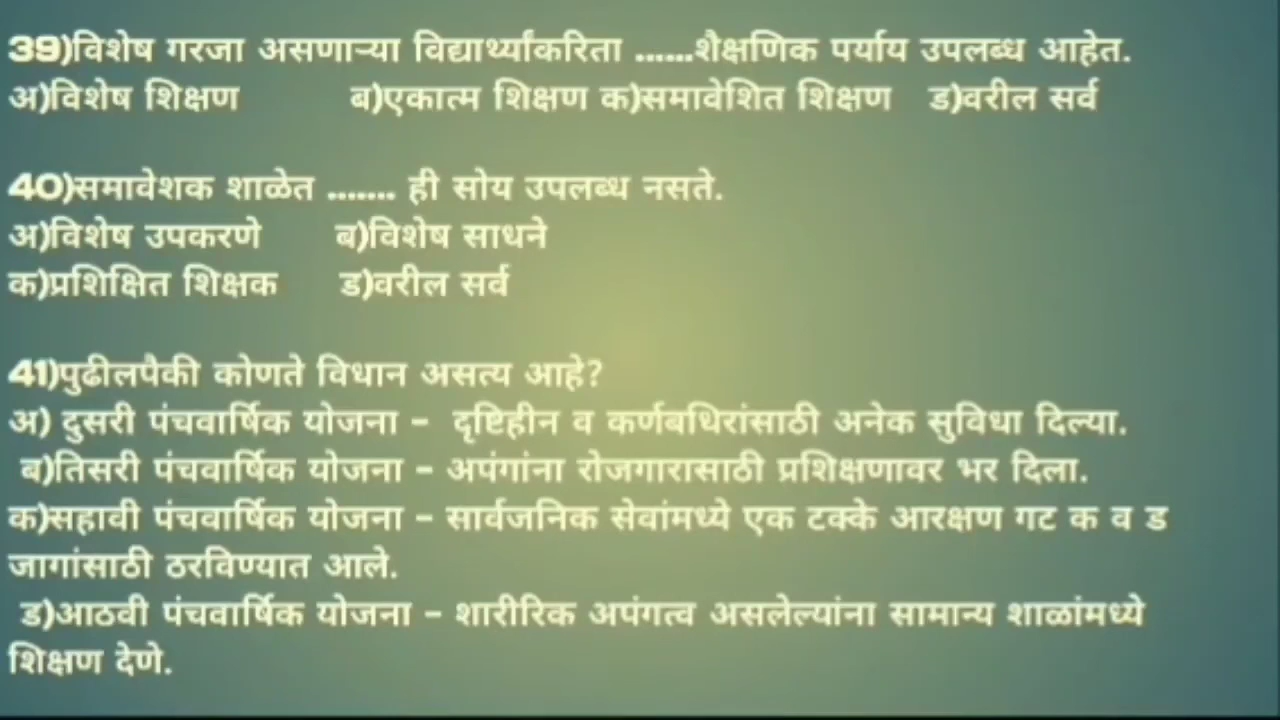 39)विशेष गरजा असणाऱ्या विद्यार्थ्यांकरिता ......शैक्षणिक पर्याय उपलब्ध आहेत.
अ)विशेष शिक्षण ब)एकात्म शिक्षण क)समावेशित शिक्षण ड)वरील सर्व
40)समावेशक शाळेत ....... ही सोय उपलब्ध नसते.
अ)विशेष उपकरणे ब)विशेष साधने
क)प्रशिक्षित शिक्षक ड)वरील सर्व
41)पुढीलपैकी कोणते विधान असत्य आहे?
अ) दुसरी पंचवार्षिक योजना - दृष्टिहीन व कर्णबधिरांसाठी अनेक सुविधा दिल्या.
ब)तिसरी पंचवार्षिक योजना - अपंगांना रोजगारासाठी प्रशिक्षणावर भर दिला.
क)सहावी पंचवार्षिक योजना - सार्वजनिक सेवांमध्ये एक टक्के आरक्षण गट क व ड
जागांसाठी ठरविण्यात आले.
ड)आठवी पंचवार्षिक योजना - शारीरिक अपंगत्व असलेल्यांना सामान्य शाळांमध्ये
शिक्षण देणे.